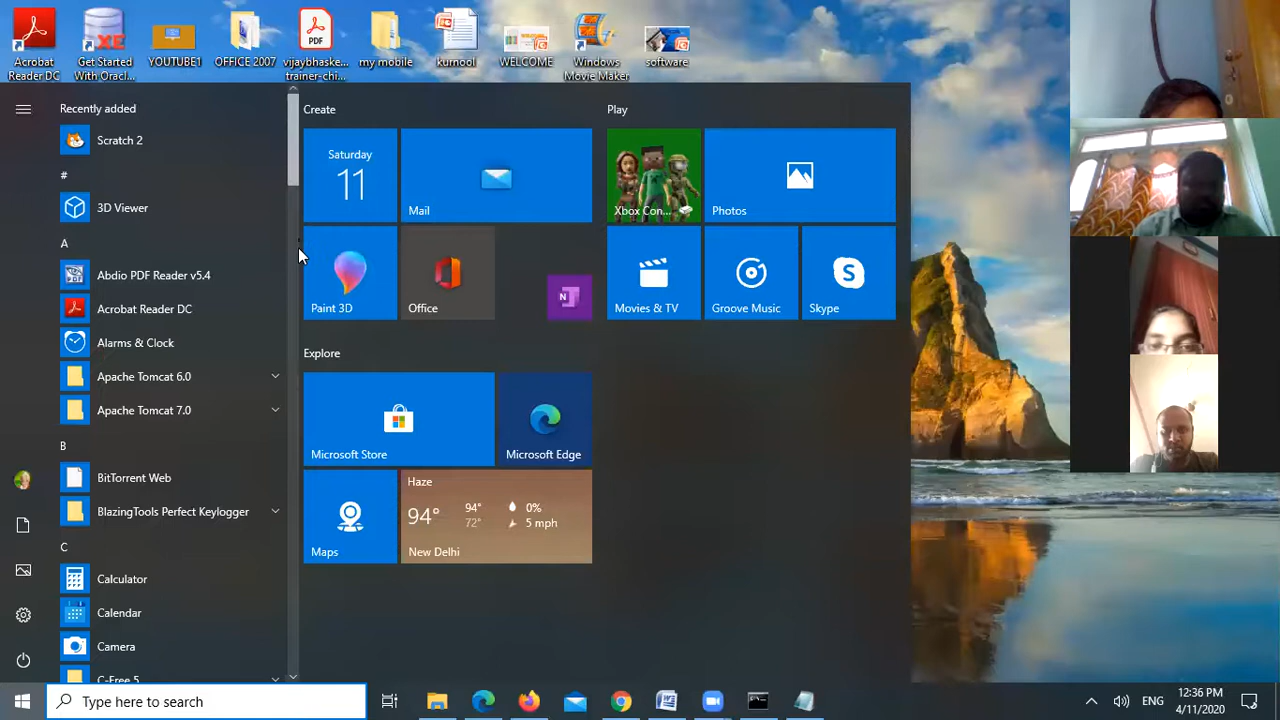 Acrobat
Reader DC
Get Started
With Oracl...
YOUTUBE1
OFFICE 2007
PDF
vijaybhaske...
trainer-chi...
my mobile
kurnool
WELCOME
Windows
Movie Maker
software
XE
Recently added
Scratch 2
#
3D Viewer
A
Abdio PDF Reader v5.4
Acrobat Reader DC
Alarms & Clock
Apache Tomcat 6.0
Apache Tomcat 7.0
B
BitTorrent Web
BlazingTools Perfect Keylogger
C
Calculator
Calendar
Camera
C-Free 5
Create
Saturday
11
Mail
Paint 3D
Office
N
Explore
Microsoft Store
Microsoft Edge
Maps
Haze
94°
94°
72°
0%
5 mph
New Delhi
Play
Xbox Con...
Photos
Movies & TV
Groove Music
S
Skype
Type here to search
W
ENG
12:36 PM
4/11/2020